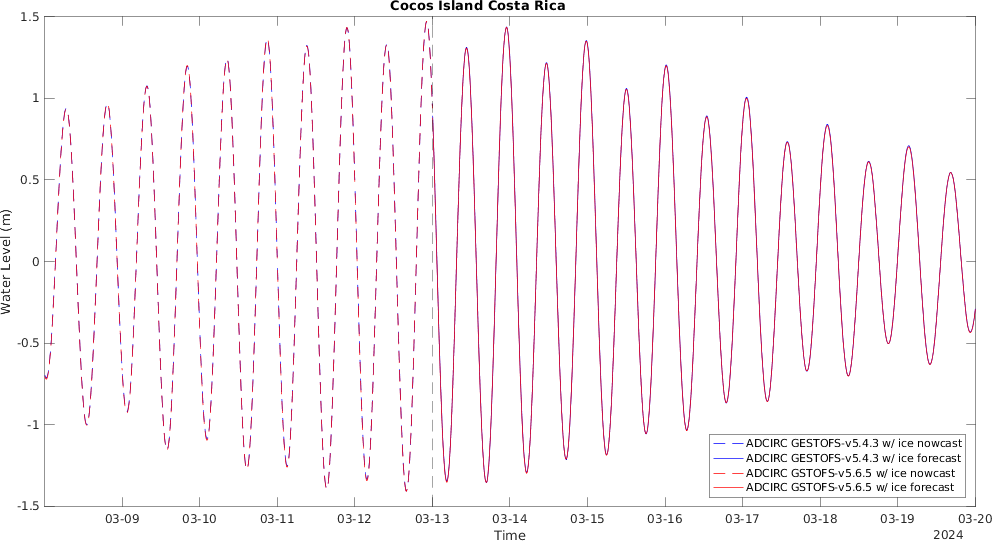 Cocos Island Costa Rica
1.5
1
0.5
0
-0.5
-1
-1.5
Water Level (m)
03-09 03-10 03-11 03-12 03-13 03-14 03-15 03-16 03-17 03-18 03-19 03-20
Time
2024
ADCIRC GESTOFS-v5.4.3 w/ ice nowcast
ADCIRC GESTOFS-v5.4.3 w/ ice forecast
ADCIRC GSTOFS-v5.6.5 w/ ice nowcast
ADCIRC GSTOFS-v5.6.5 w/ ice forecast